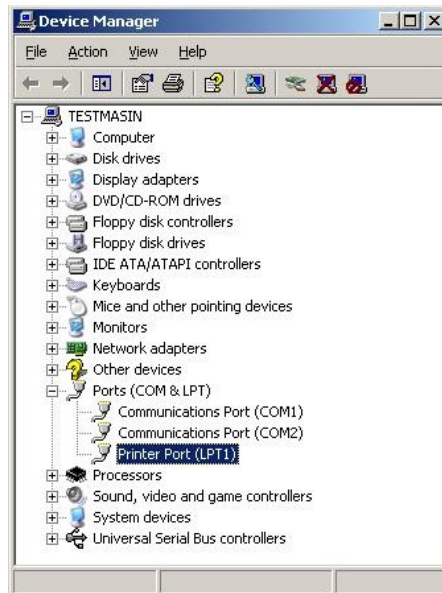 Device Manager
File Action View Help
TESTMASIN
Computer
Disk drives
Display adapters
DVD/CD-ROM drives
Floppy disk controllers
Floppy disk drives
IDE ATA/ATAPI controllers
Keyboards
Mice and other pointing devices
Monitors
Network adapters
Other devices
Ports (COM & LPT)
Communications Port (COM1)
Communications Port (COM2)
Printer Port (LPT1)
Processors
Sound, video and game controllers
System devices
Universal Serial Bus controllers